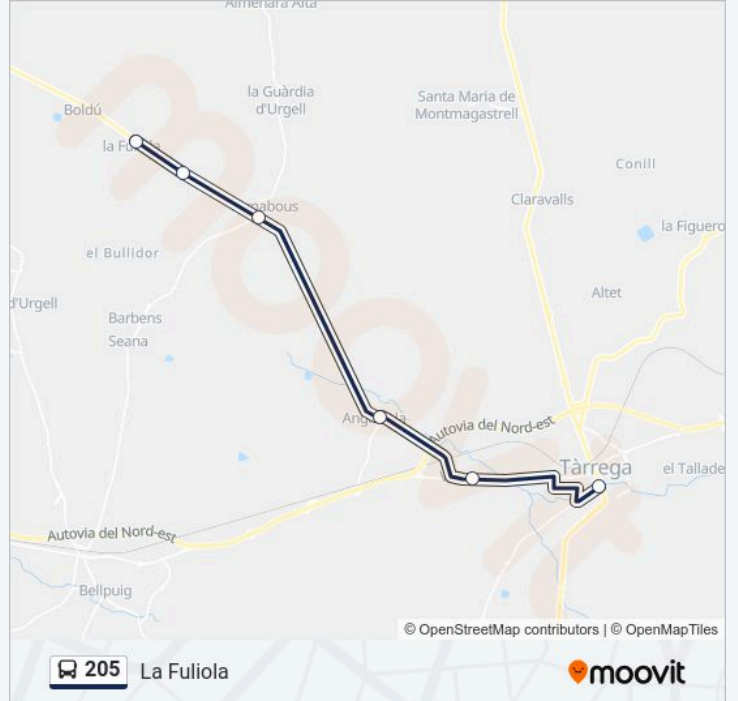 Almenara Alta
la Guàrdia
d'Urgell
Boldú
Santa Maria de
Montmagastrell
Conill
Claravalls
la Figuero
el Bullidor
d'Urgell
Altet
Barbens
Seana
Autovia del Nord-est
Tàrrega
el Tallade
Autovia del Nord-est
Bellpuig
© OpenStreetMap contributors | © OpenMapTiles
205 La Fuliola
moovit